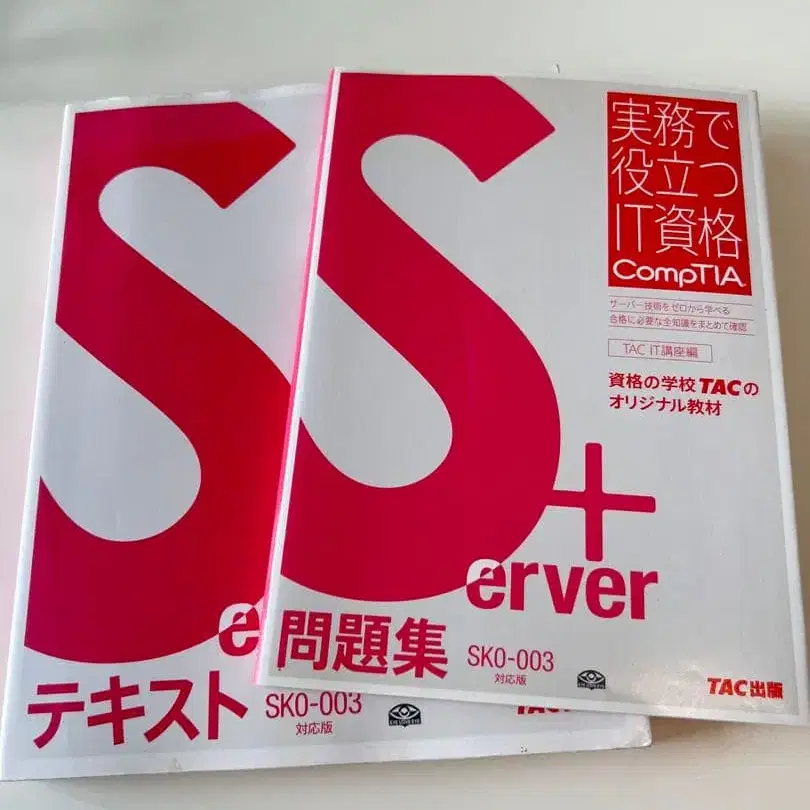 実務で
役立つ
IT資格
CompTIA
サーバー技術をゼロから学べる
合格に必要な全知識をまとめて確認
TAC IT講座編
資格の学校TACの
オリジナル教材
S+
erver
問題集 SK0-003
対応版
TAC出版
S
e
テキスト SK0-003
対応版
TAC